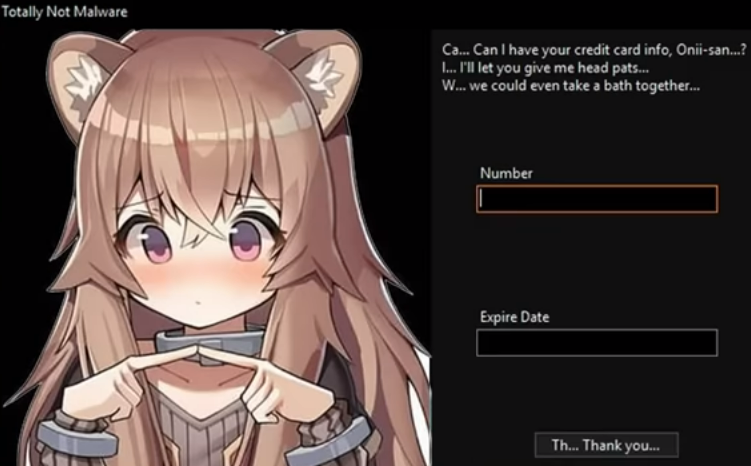 Totally Not Malware
Ca... Can I have your credit card info, Onii-san...?
I... I'll let you give me head pats...
W... we could even take a bath together...
Number
Expire Date
Th... Thank you...